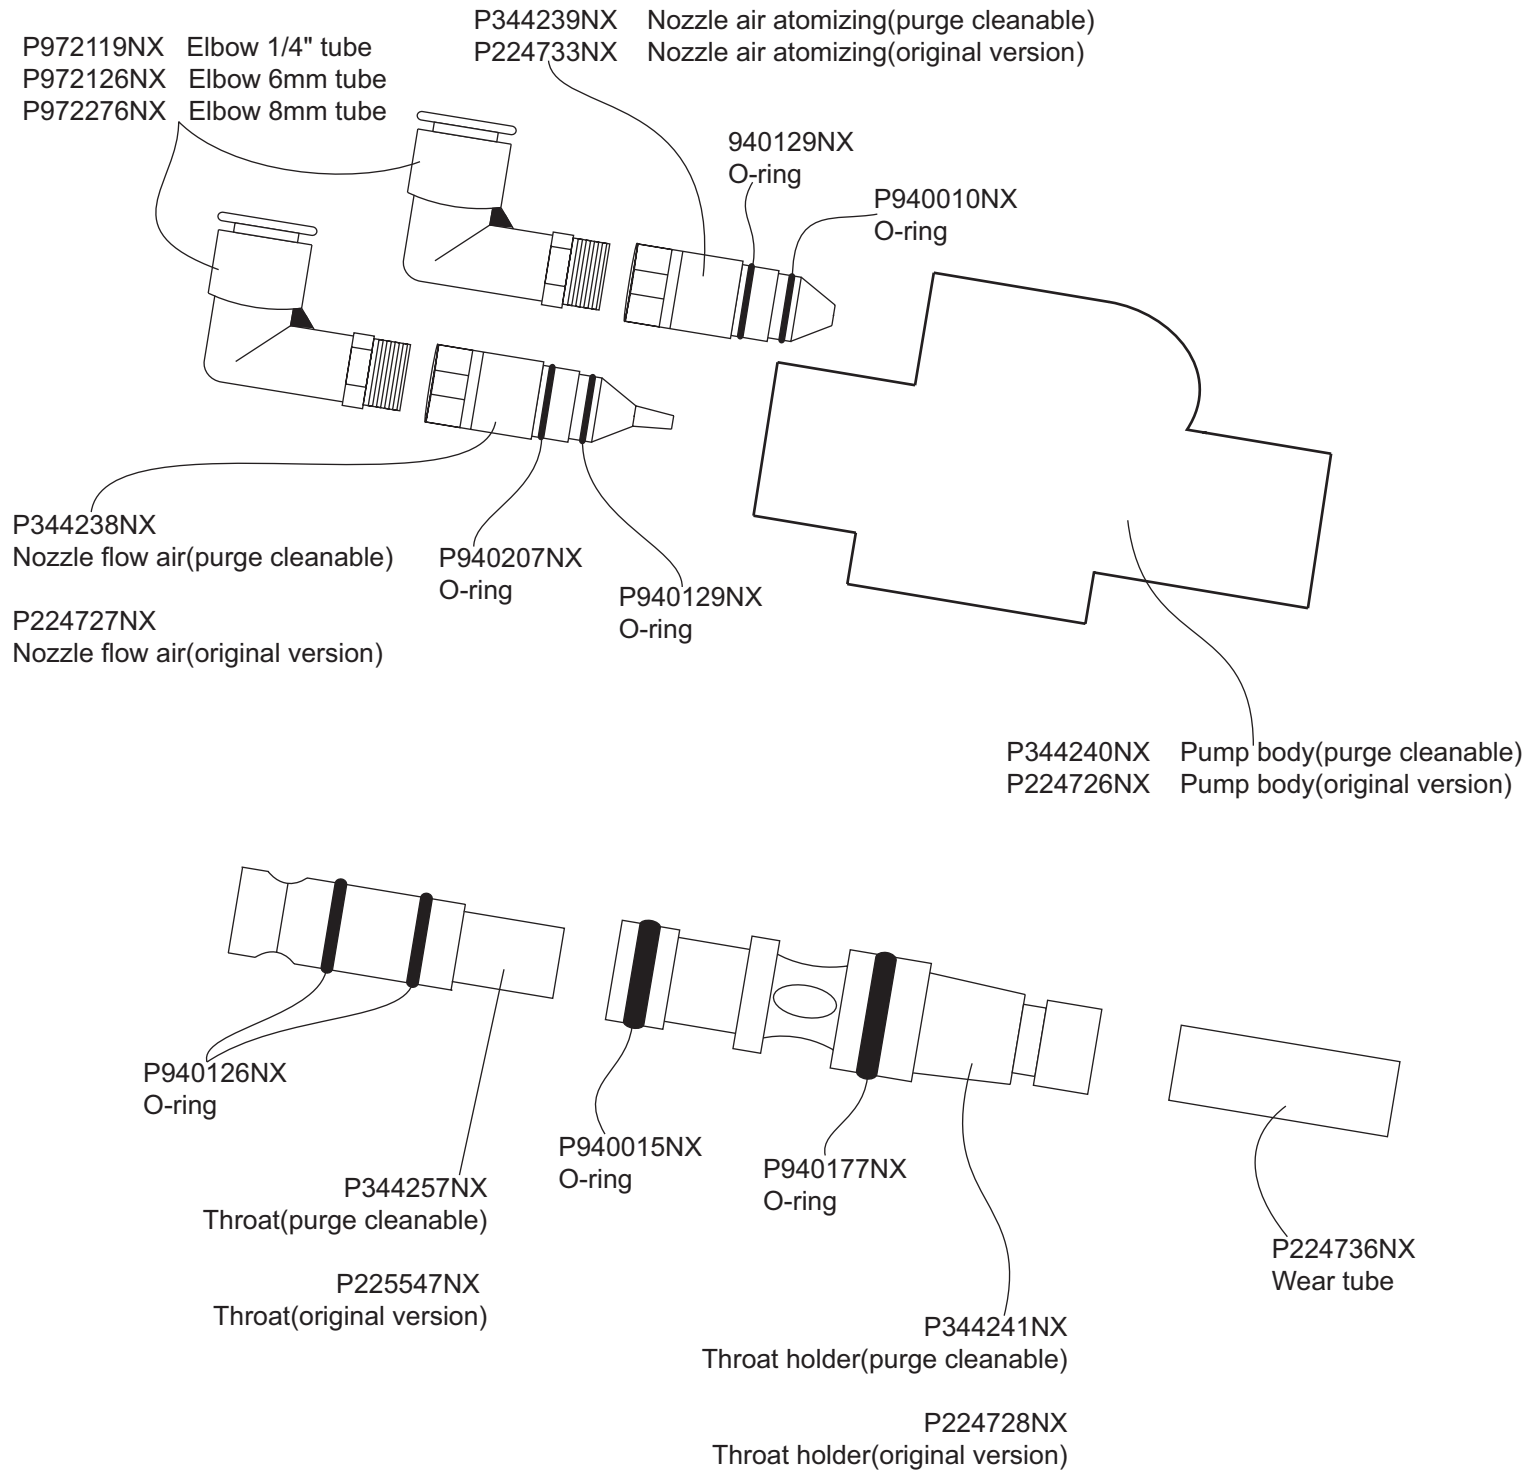 P344239NX Nozzle air atomizing(purge cleanable)
P224733NX Nozzle air atomizing(original version)
P972119NX Elbow 1/4" tube
P972126NX Elbow 6mm tube
P972276NX Elbow 8mm tube
940129NX
O-ring
P940010NX
O-ring
P344238NX
Nozzle flow air(purge cleanable)
P224727NX
Nozzle flow air(original version)
P940207NX
O-ring
P940129NX
O-ring
P344240NX Pump body(purge cleanable)
P224726NX Pump body(original version)
P940126NX
O-ring
P344257NX
Throat(purge cleanable)
P225547NX
Throat(original version)
P940015NX
O-ring
P940177NX
O-ring
P344241NX
Throat holder(purge cleanable)
P224728NX
Throat holder(original version)
P224736NX
Wear tube